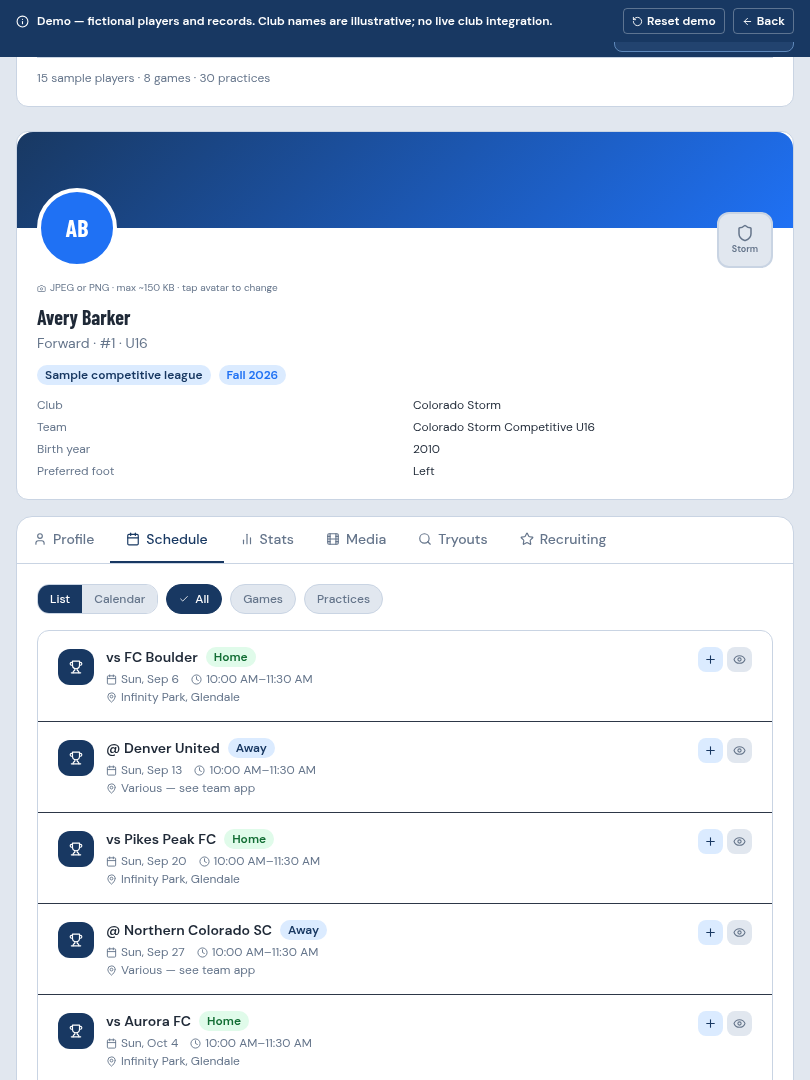 Demo — fictional players and records. Club names are illustrative; no live club integration.
Reset demo
Back
15 sample players · 8 games · 30 practices
AB
Storm
JPEG or PNG · max ~150 KB · tap avatar to change
Avery Barker
Forward · #1 · U16
Sample competitive league
Fall 2026
Club
Colorado Storm
Team
Colorado Storm Competitive U16
Birth year
2010
Preferred foot
Left
Profile
Schedule
Stats
Media
Tryouts
Recruiting
List
Calendar
All
Games
Practices
vs FC Boulder Home
Sun, Sep 6 10:00 AM–11:30 AM
Infinity Park, Glendale
@ Denver United Away
Sun, Sep 13 10:00 AM–11:30 AM
Various — see team app
vs Pikes Peak FC Home
Sun, Sep 20 10:00 AM–11:30 AM
Infinity Park, Glendale
@ Northern Colorado SC Away
Sun, Sep 27 10:00 AM–11:30 AM
Various — see team app
vs Aurora FC Home
Sun, Oct 4 10:00 AM–11:30 AM
Infinity Park, Glendale